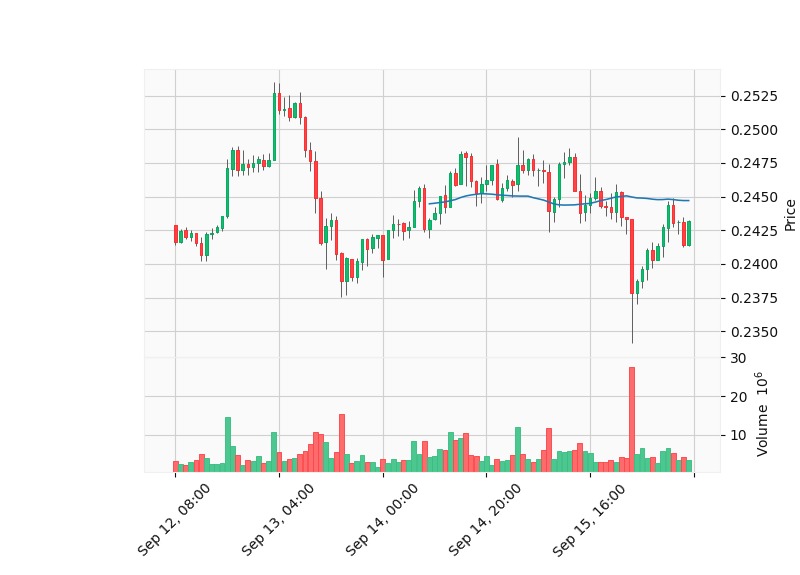 0.2525
0.2500
0.2475
0.2450
0.2425
0.2400
0.2375
0.2350
Price
30
20
10
Volume 10^6
Sep 12, 08:00
Sep 13, 04:00
Sep 14, 00:00
Sep 14, 20:00
Sep 15, 16:00